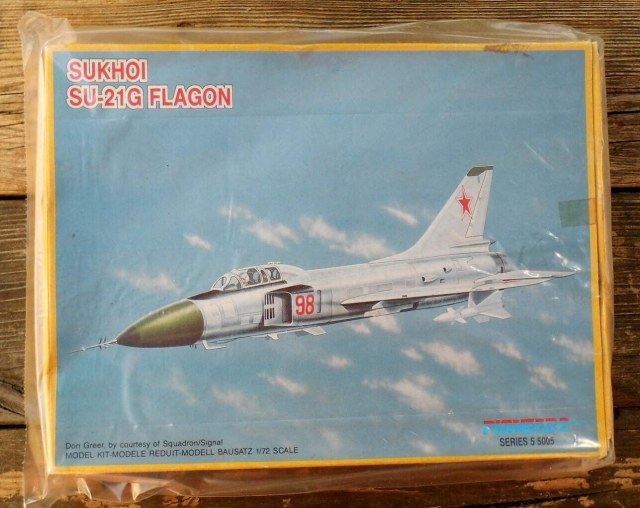 SUKHOI
SU-21G FLAGON
98
Don Greer, by courtesy of Squadron/Signal
MODEL KIT-MODELE REDUIT-MODELL BAUSATZ 1/72 SCALE
SERIES 5 5005